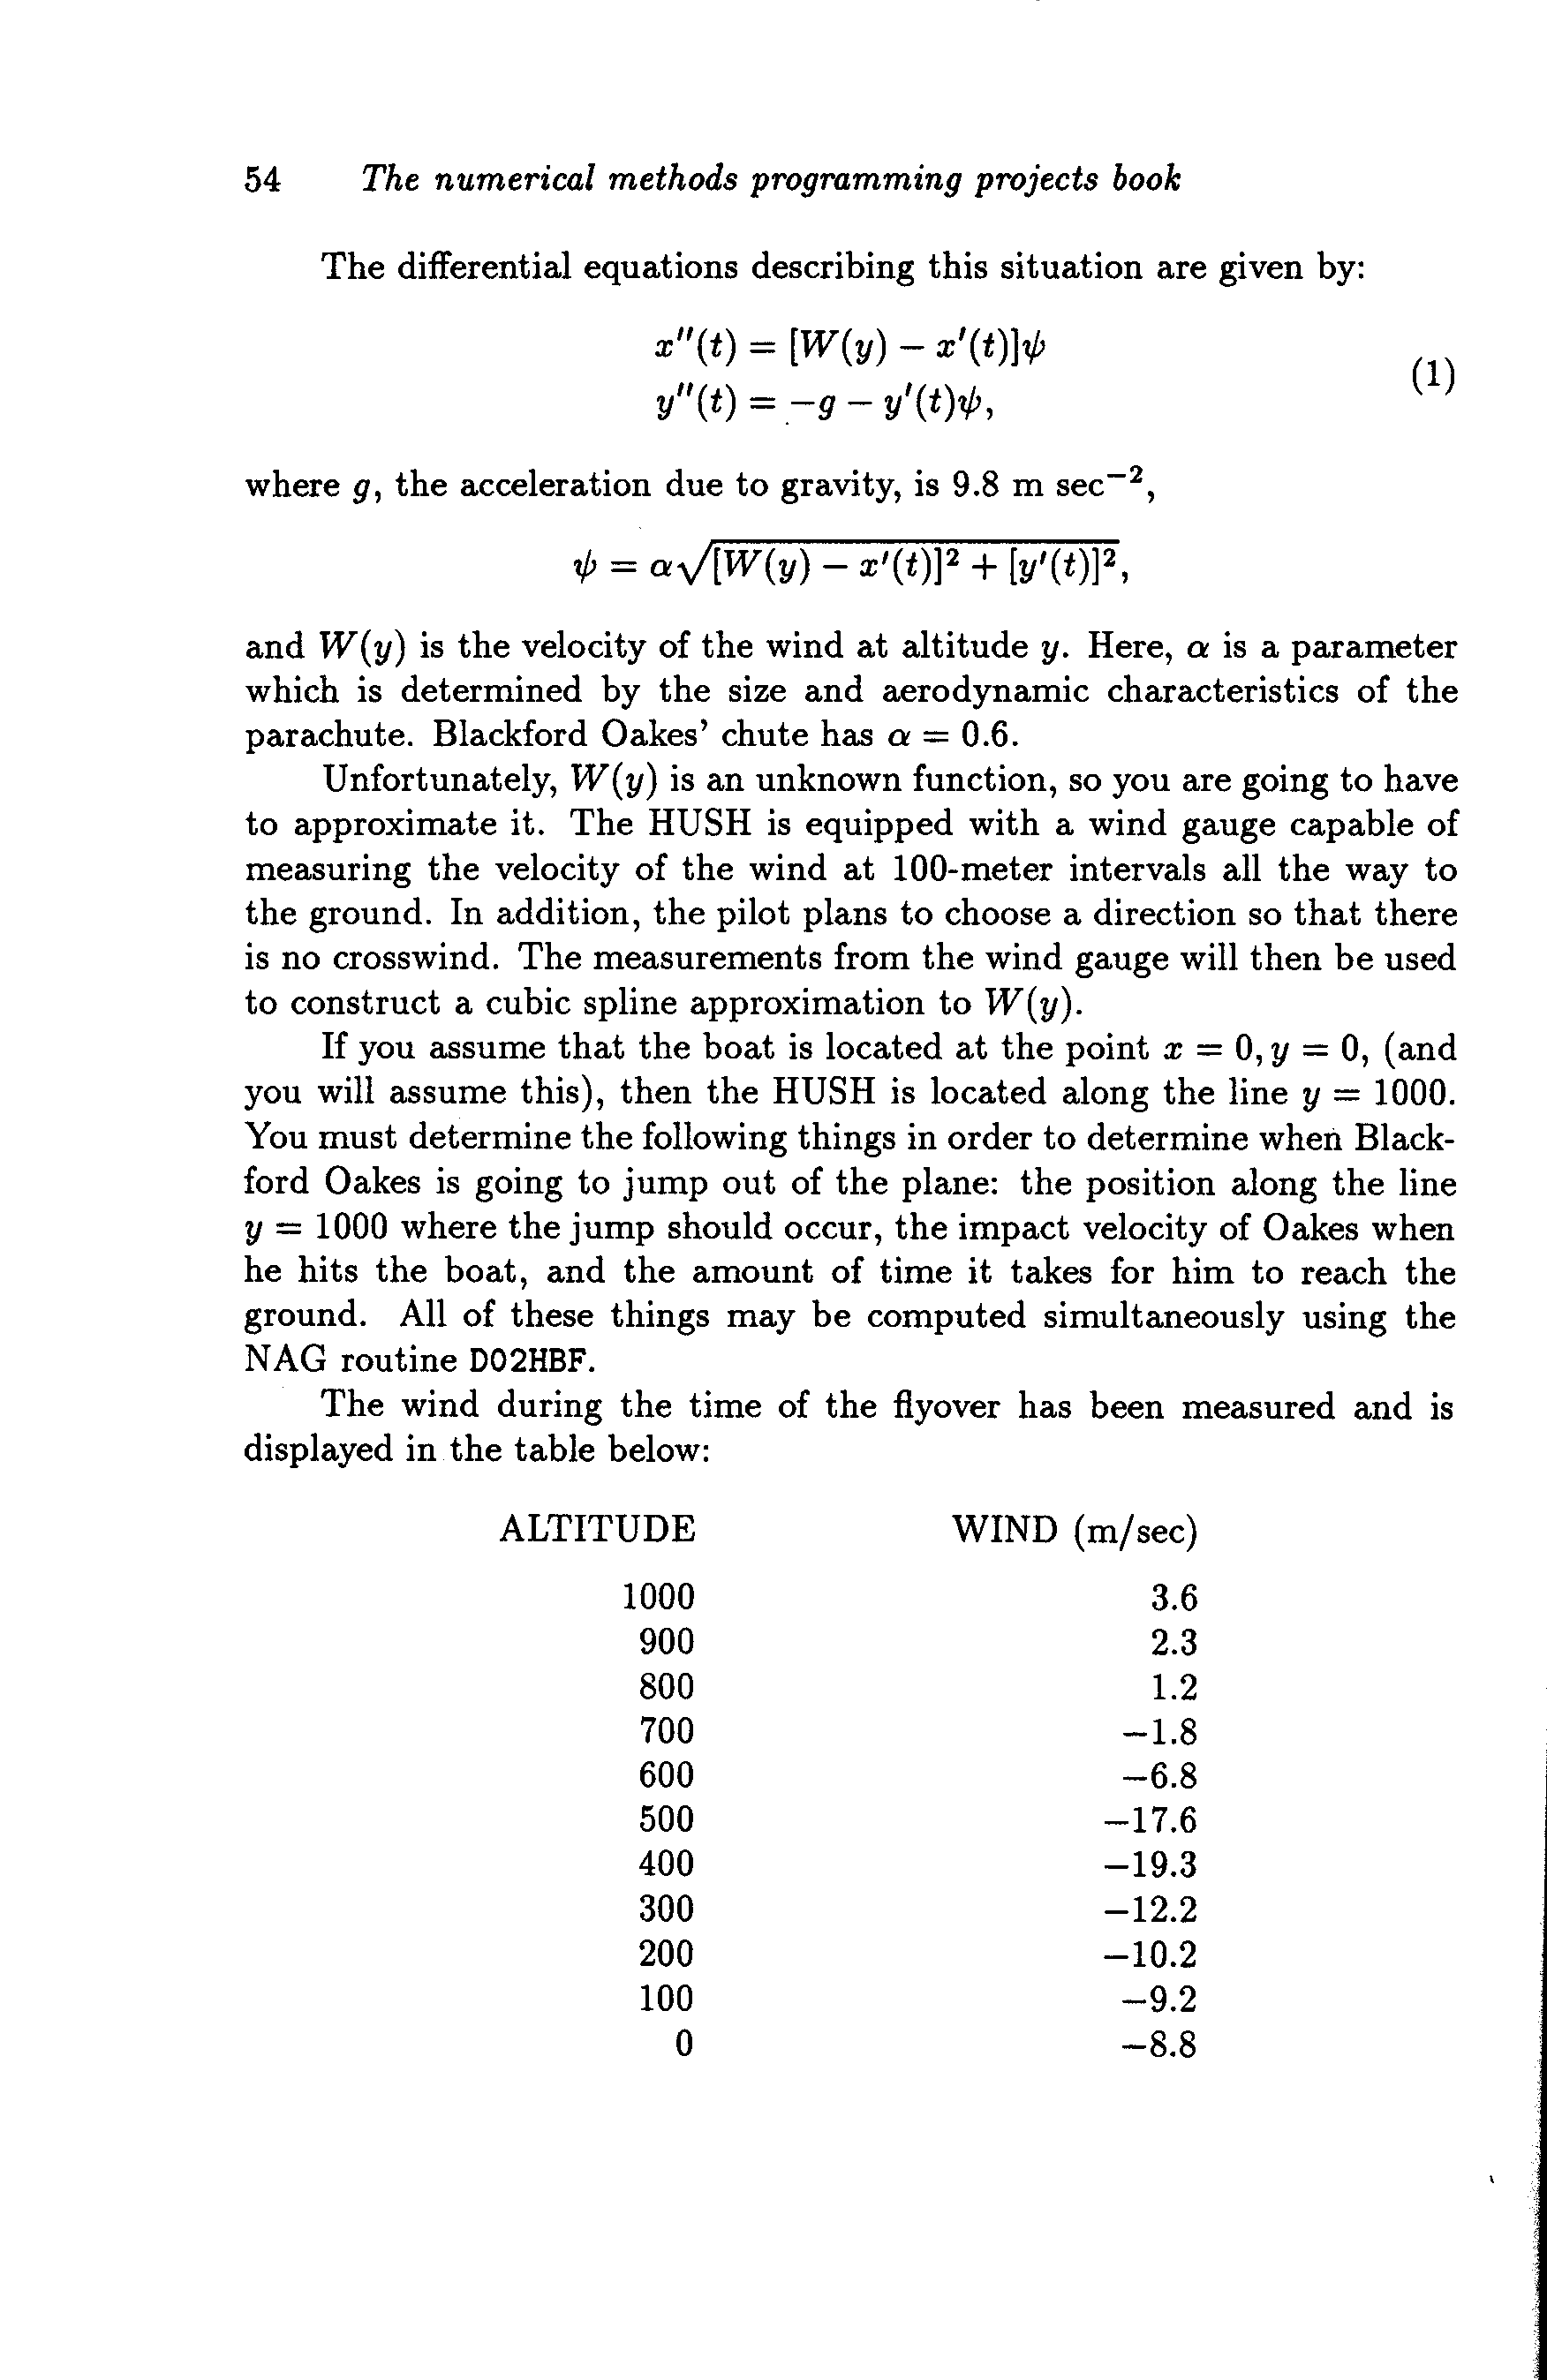 54 The numerical methods programming projects book
The differential equations describing this situation are given by:
x''(t) = [W(y) − x'(t)]ψ
(1)
y''(t) = −g − y'(t)ψ,
where g, the acceleration due to gravity, is 9.8 m sec⁻²,
ψ = α√[W(y) − x'(t)]² + [y'(t)]²,
and W(y) is the velocity of the wind at altitude y. Here, α is a parameter
which is determined by the size and aerodynamic characteristics of the
parachute. Blackford Oakes' chute has α = 0.6.
Unfortunately, W(y) is an unknown function, so you are going to have
to approximate it. The HUSH is equipped with a wind gauge capable of
measuring the velocity of the wind at 100-meter intervals all the way to
the ground. In addition, the pilot plans to choose a direction so that there
is no crosswind. The measurements from the wind gauge will then be used
to construct a cubic spline approximation to W(y).
If you assume that the boat is located at the point x = 0, y = 0, (and
you will assume this), then the HUSH is located along the line y = 1000.
You must determine the following things in order to determine when Black-
ford Oakes is going to jump out of the plane: the position along the line
y = 1000 where the jump should occur, the impact velocity of Oakes when
he hits the boat, and the amount of time it takes for him to reach the
ground. All of these things may be computed simultaneously using the
NAG routine D02HBF.
The wind during the time of the flyover has been measured and is
displayed in the table below:
ALTITUDE WIND (m/sec)
1000 3.6
900 2.3
800 1.2
700 −1.8
600 −6.8
500 −17.6
400 −19.3
300 −12.2
200 −10.2
100 −9.2
0 −8.8